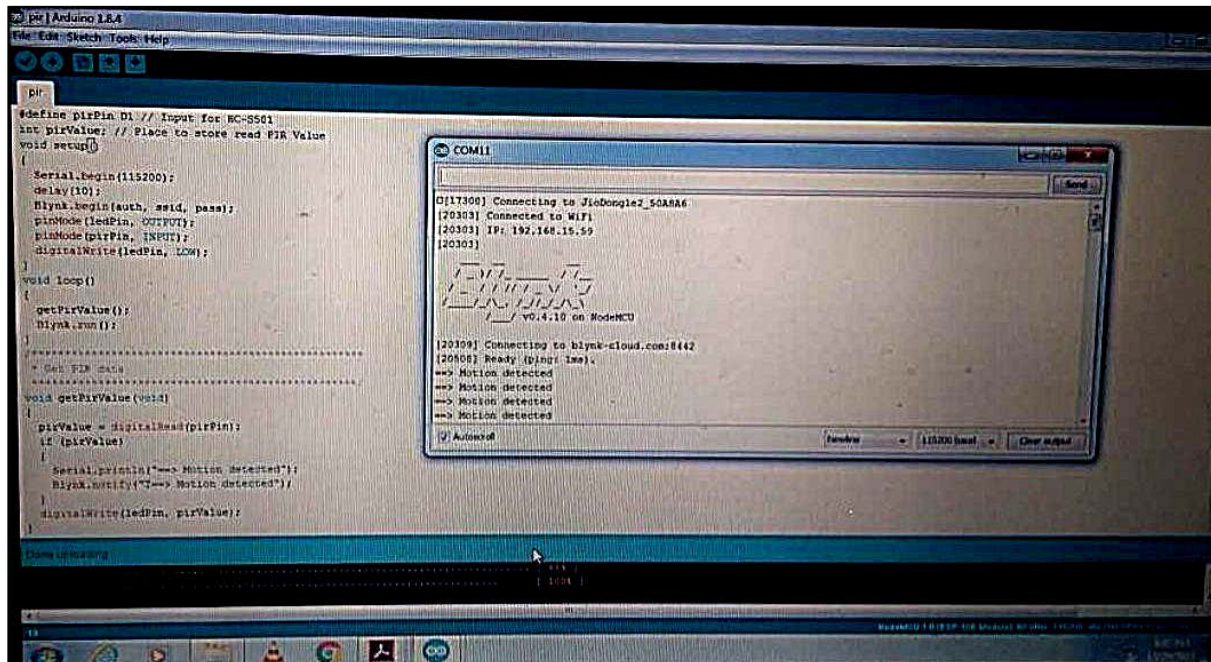 pir | Arduino 1.8.4
File Edit Sketch Tools Help
pir
#define pirPin D1 // Input for HC-S501
int pirValue; // Place to store read PIR Value
void setup()
{
Serial.begin(115200);
delay(10);
Blynk.begin(auth, ssid, pass);
pinMode(ledPin, OUTPUT);
pinMode(pirPin, INPUT);
digitalWrite(ledPin, LOW);
}
void loop()
{
getPirValue();
Blynk.run();
}
/***************************************************
* Get PIR data
***************************************************/
void getPirValue(void)
{
pirValue = digitalRead(pirPin);
if (pirValue)
{
Serial.println("==> Motion detected");
Blynk.notify("T==> Motion detected");
}
digitalWrite(ledPin, pirValue);
}
Done uploading
[ 100% ]
COM11
Send
[17300] Connecting to JioDongle2_50A8A6
[20303] Connected to WiFi
[20303] IP: 192.168.15.59
[20303]
v0.4.10 on NodeMCU
[20309] Connecting to blynk-cloud.com:8442
[20508] Ready (ping: 1ms).
==> Motion detected
==> Motion detected
==> Motion detected
==> Motion detected
Autoscroll
Newline
115200 baud
Clear output